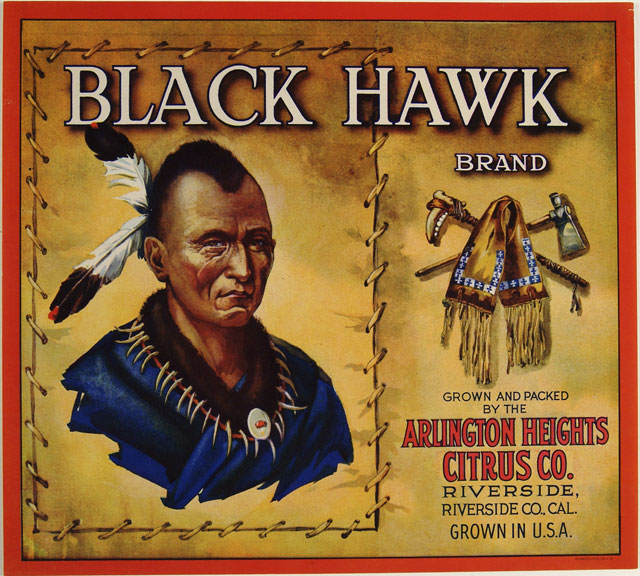 BLACK HAWK
BRAND
GROWN AND PACKED
BY THE
ARLINGTON HEIGHTS
CITRUS CO.
RIVERSIDE,
RIVERSIDE CO., CAL.
GROWN IN U.S.A.